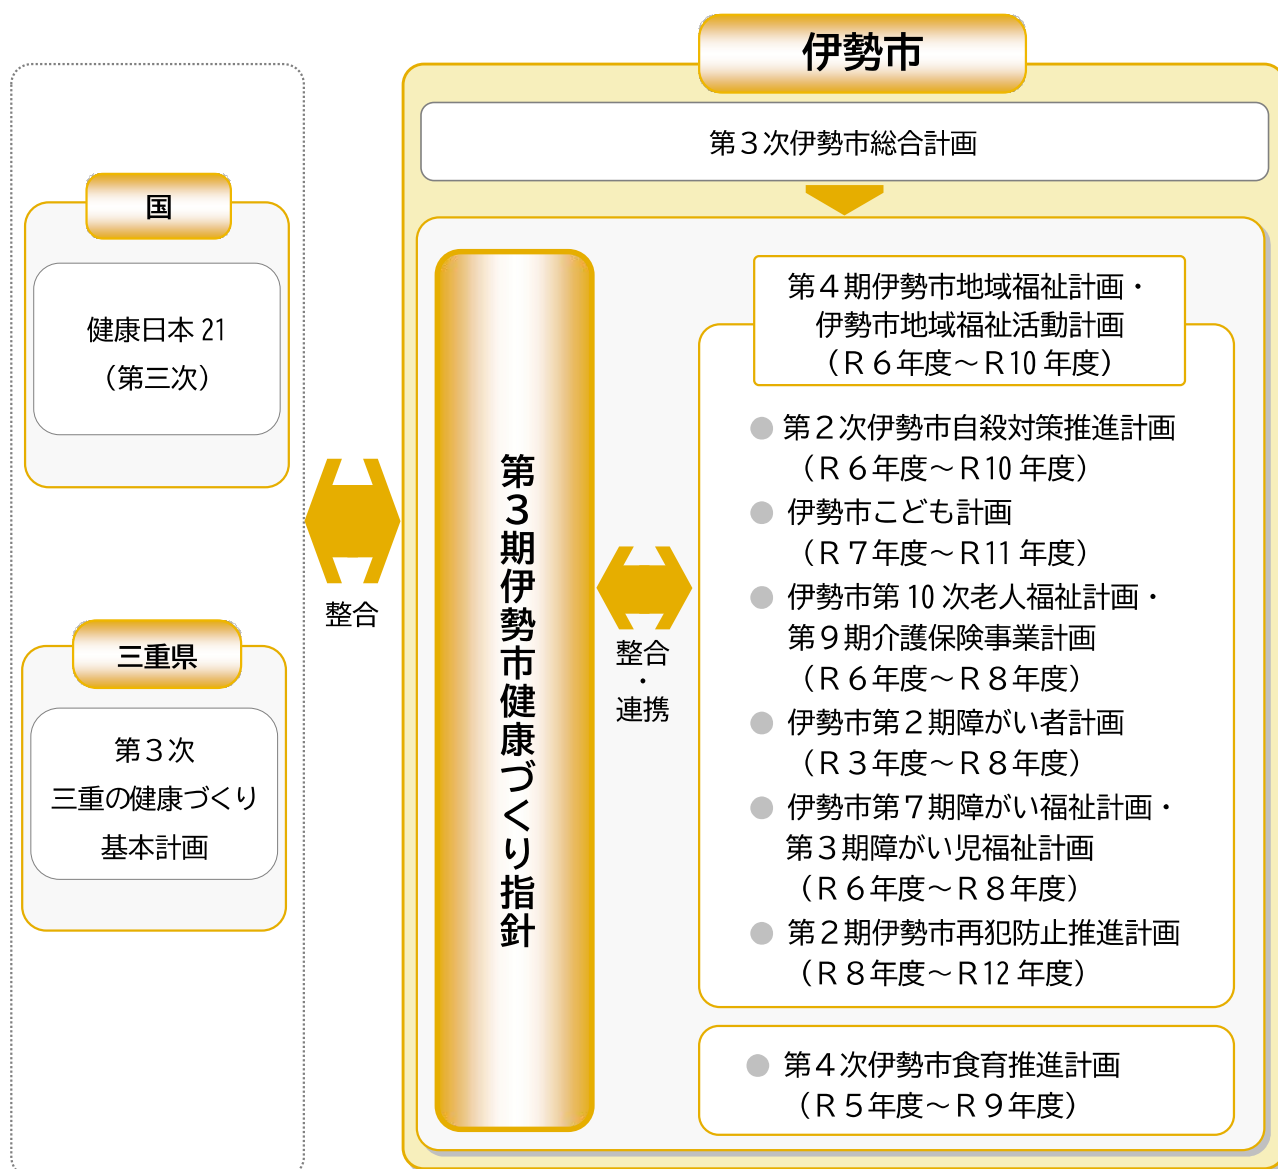 国
健康日本 21
（第三次）
三重県
第３次
三重の健康づくり
基本計画
整合
伊勢市
第３次伊勢市総合計画
第３期伊勢市健康づくり指針
整合
・
連携
第４期伊勢市地域福祉計画・
伊勢市地域福祉活動計画
（Ｒ６年度～Ｒ10 年度）
● 第２次伊勢市自殺対策推進計画
（Ｒ６年度～Ｒ10 年度）
● 伊勢市こども計画
（Ｒ７年度～Ｒ11 年度）
● 伊勢市第 10 次老人福祉計画・
第９期介護保険事業計画
（Ｒ６年度～Ｒ８年度）
● 伊勢市第２期障がい者計画
（Ｒ３年度～Ｒ８年度）
● 伊勢市第７期障がい福祉計画・
第３期障がい児福祉計画
（Ｒ６年度～Ｒ８年度）
● 第２期伊勢市再犯防止推進計画
（Ｒ８年度～Ｒ12 年度）
● 第４次伊勢市食育推進計画
（Ｒ５年度～Ｒ９年度）